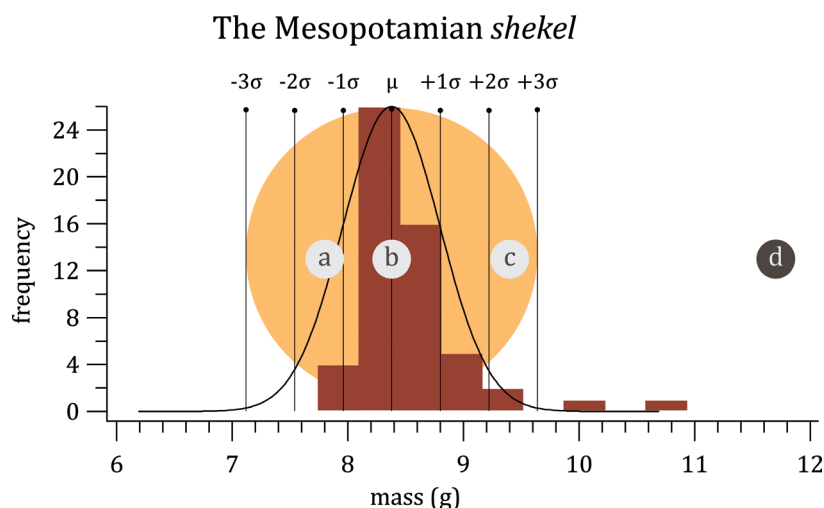 The Mesopotamian shekel
-3σ -2σ -1σ μ +1σ +2σ +3σ
24
20
16
12
8
4
0
frequency
a b c d
6 7 8 9 10 11 12
mass (g)